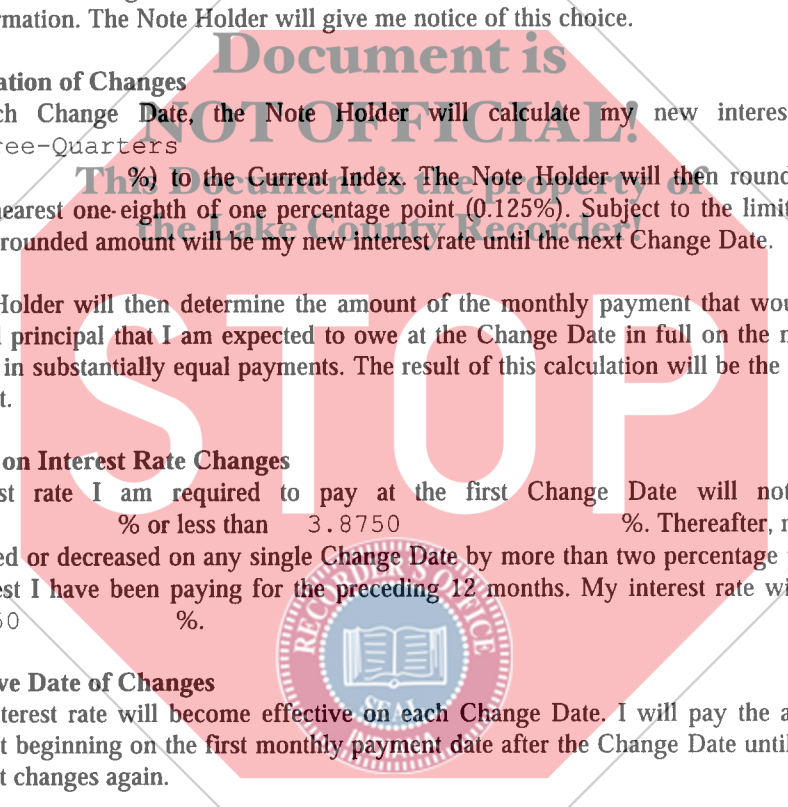 rmation. The Note Holder will give me notice of this choice.
Document is
ation of Changes
ch Change Date, the Note Holder will calculate my new interes
NOT OFFICIAL!
ree-Quarters
%) to the Current Index. The Note Holder will then round
This Document is the property of
nearest one-eighth of one percentage point (0.125%). Subject to the limit
the Lake County Recorder!
rounded amount will be my new interest rate until the next Change Date.
Holder will then determine the amount of the monthly payment that wou
l principal that I am expected to owe at the Change Date in full on the m
in substantially equal payments. The result of this calculation will be the
t.
STOP
on Interest Rate Changes
st rate I am required to pay at the first Change Date will not
% or less than 3.8750 %. Thereafter, m
ed or decreased on any single Change Date by more than two percentage
est I have been paying for the preceding 12 months. My interest rate wi
50 %.
RECORDER'S OFFICE
SEAL
INDIANA
ve Date of Changes
nterest rate will become effective on each Change Date. I will pay the a
t beginning on the first monthly payment date after the Change Date until
t changes again.